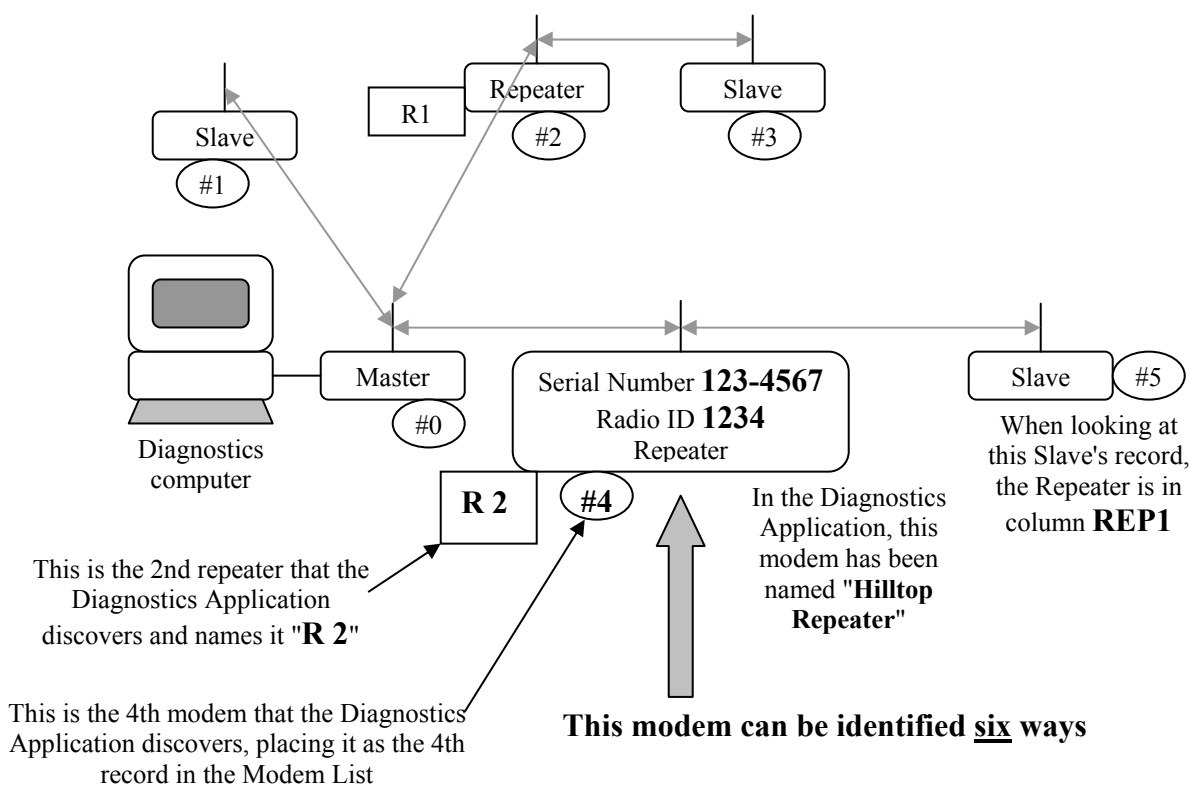 Repeater
Slave
R1
#2
#3
Slave
#1
Master
#0
Diagnostics
computer
Serial Number 123-4567
Radio ID 1234
Repeater
R 2
#4
Slave
#5
When looking at
this Slave's record,
the Repeater is in
column REP1
In the Diagnostics
Application, this
modem has been
named "Hilltop
Repeater"
This is the 2nd repeater that the
Diagnostics Application
discovers and names it "R 2"
This is the 4th modem that the Diagnostics
Application discovers, placing it as the 4th
record in the Modem List
This modem can be identified six ways